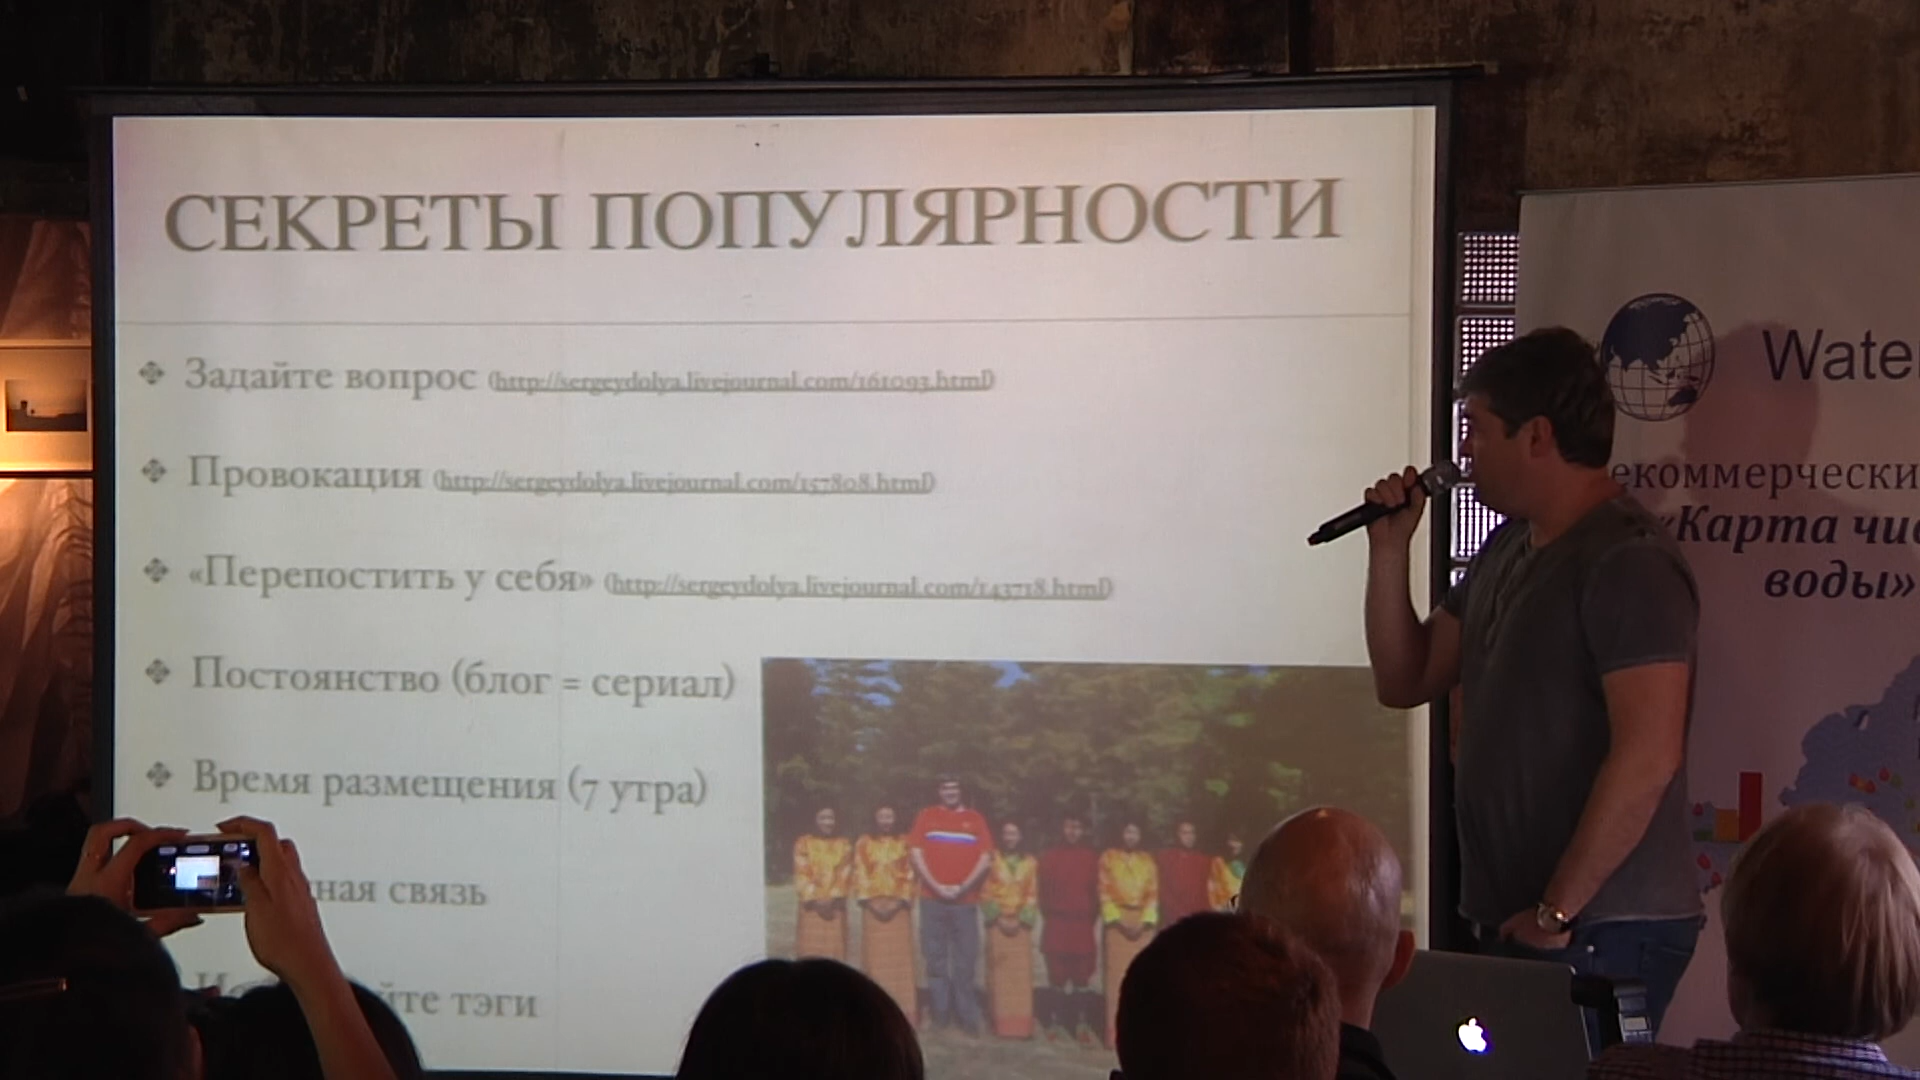 СЕКРЕТЫ ПОПУЛЯРНОСТИ
Задайте вопрос (http://sergeydolya.livejournal.com/161093.html)
Провокация (http://sergeydolya.livejournal.com/157808.html)
«Перепостить у себя» (http://sergeydolya.livejournal.com/143718.html)
Постоянство (блог = сериал)
Время размещения (7 утра)
ная связь
йте тэги
Wate
екоммерчески
«Карта чис
воды»